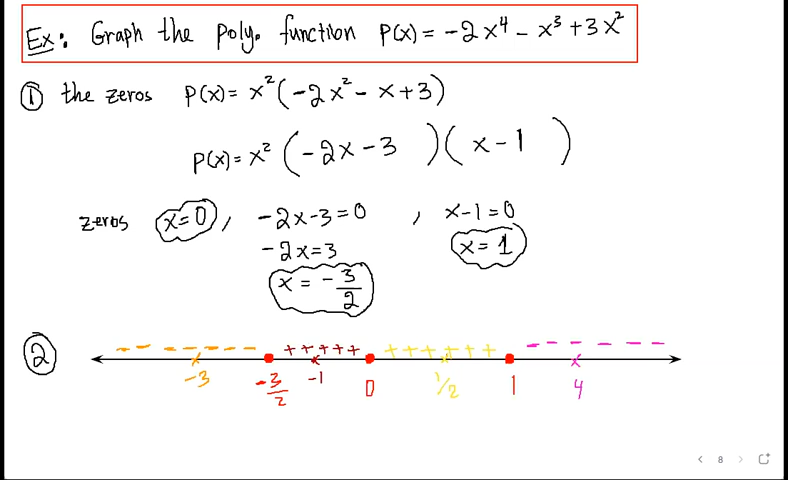 Ex: Graph the poly. function P(x) = -2x⁴ - x³ + 3x²
① the zeros P(x) = x²(-2x² - x + 3)
P(x) = x² (-2x - 3 )( x - 1 )
zeros x=0, -2x-3=0 , x-1=0
-2x=3 x = 1
x = -3/2
② -- ------ +++++ ++++++ -- - - - -
-3 -3/2 -1 0 1/2 1 4
< 8 >